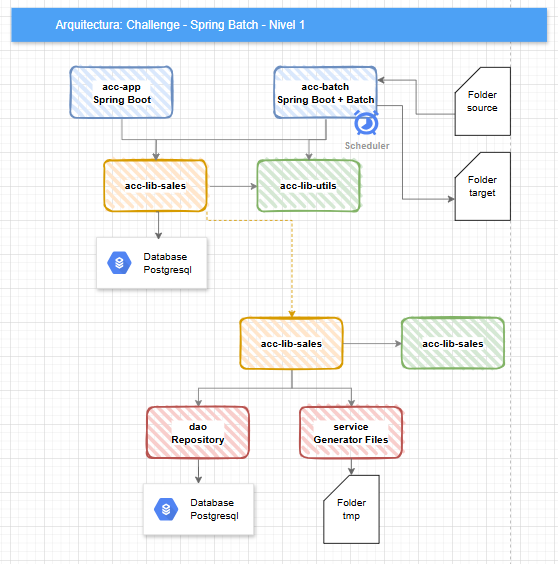 Arquitectura: Challenge - Spring Batch - Nivel 1
acc-app
Spring Boot
acc-batch
Spring Boot + Batch
Folder
source
Scheduler
acc-lib-sales
acc-lib-utils
Folder
target
Database
Postgresql
acc-lib-sales
acc-lib-sales
dao
Repository
service
Generator Files
Database
Postgresql
Folder
tmp